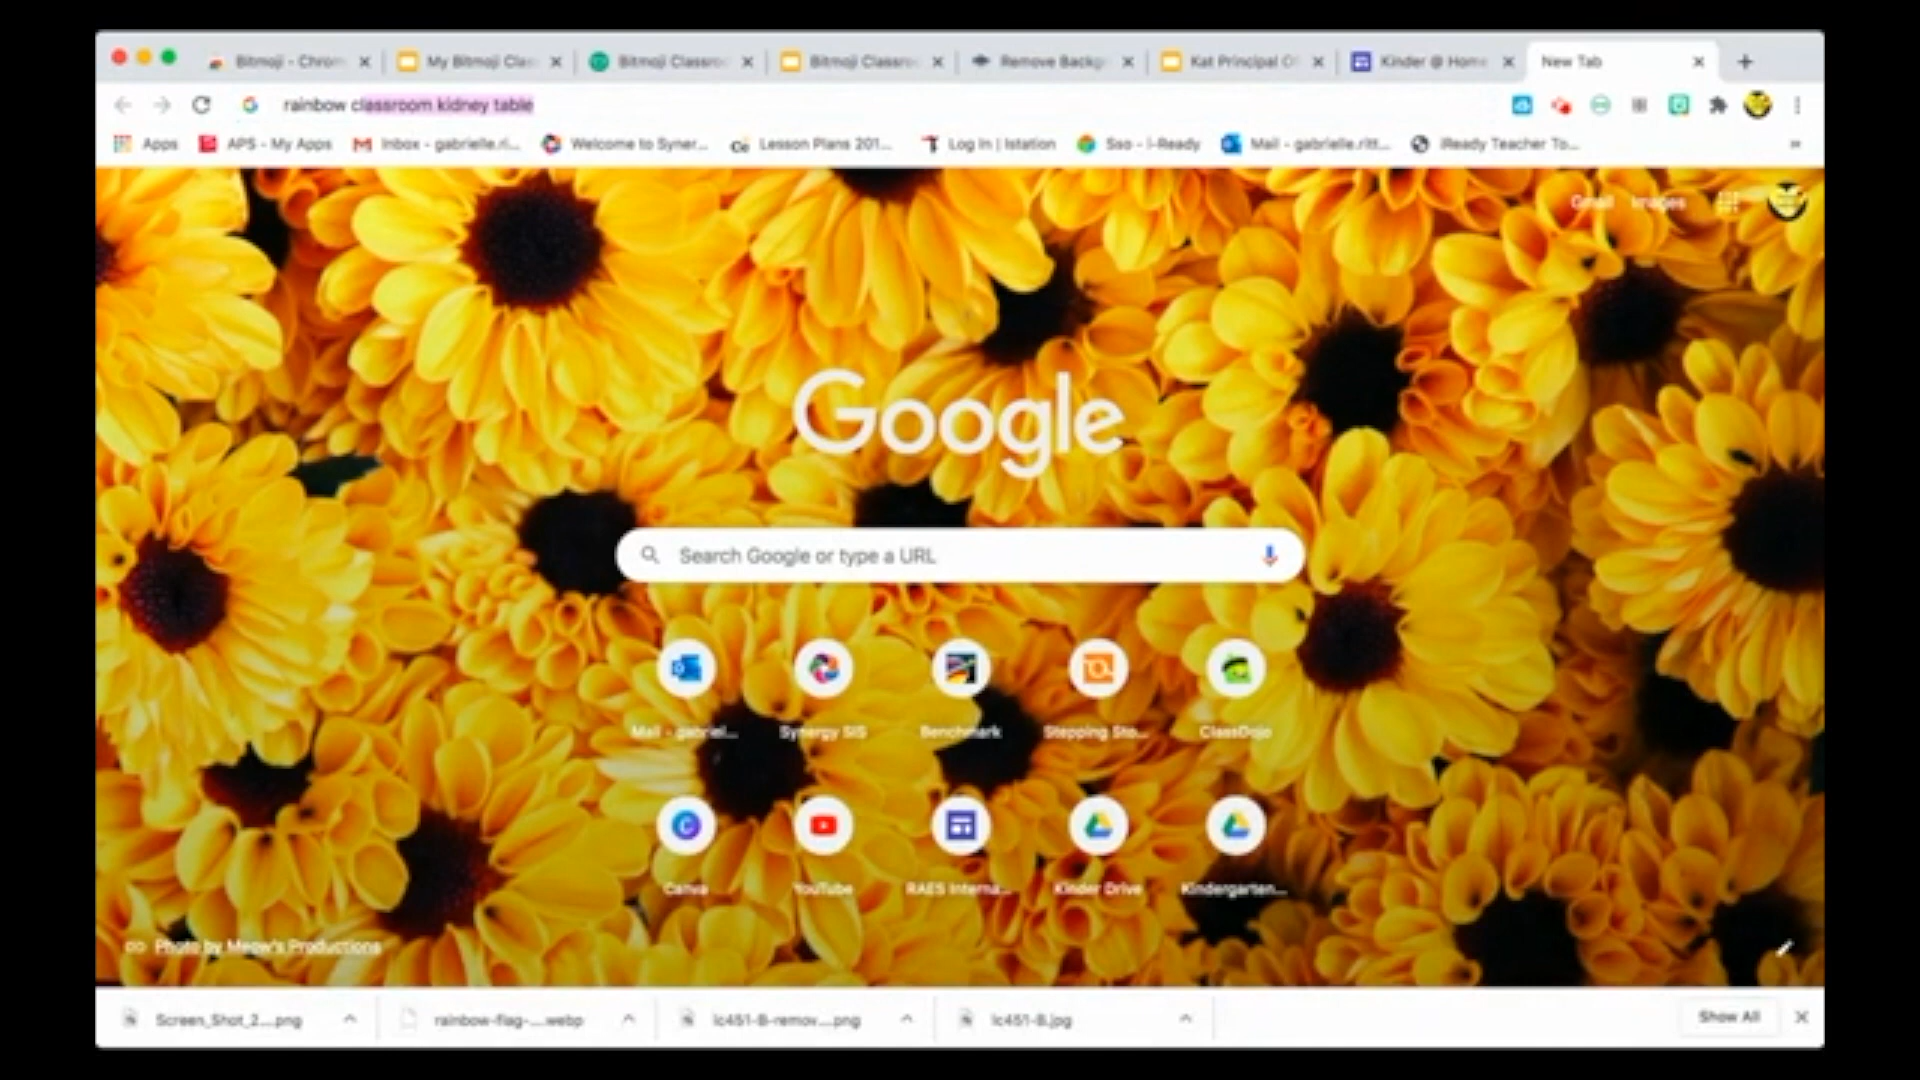 Bitmoji - Chrom
My Bitmoji Clas
Bitmoji Classro
Bitmoji Classro
Remove Backg
Kat Principal O
Kinder @ Home
New Tab
rainbow classroom kidney table
Apps
APS - My Apps
Inbox - gabrielle.ri...
Welcome to Syner...
Lesson Plans 201...
Log In | Istation
Sso - i-Ready
Mail - gabrielle.ritt...
iReady Teacher To...
Gmail Images
Google
Search Google or type a URL
Mail - gabriel...
Synergy SIS
Benchmark
Stepping Sto...
ClassDojo
Canva
YouTube
RAES Interna...
Kinder Drive
Kindergarten...
Photo by Meow's Productions
Screen_Shot_2....png
rainbow-flag-....webp
lc451-B-remov....png
lc451-B.jpg
Show All